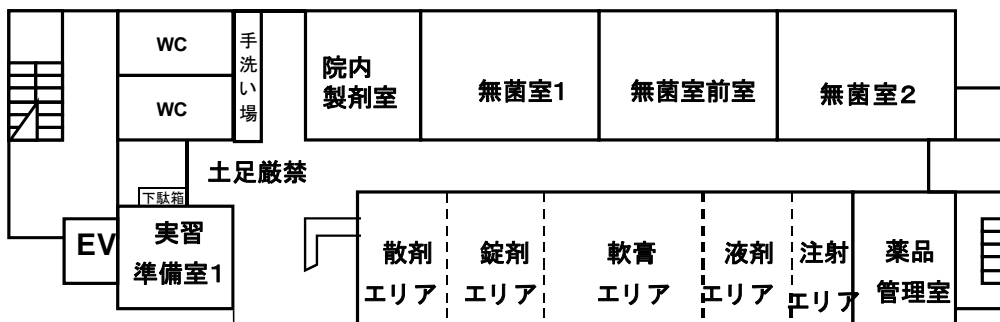 WC
WC
手洗い場
院内
製剤室
無菌室1
無菌室前室
無菌室2
土足厳禁
下駄箱
EV
実習
準備室1
散剤
エリア
錠剤
エリア
軟膏
エリア
液剤
エリア
注射
エリア
薬品
管理室